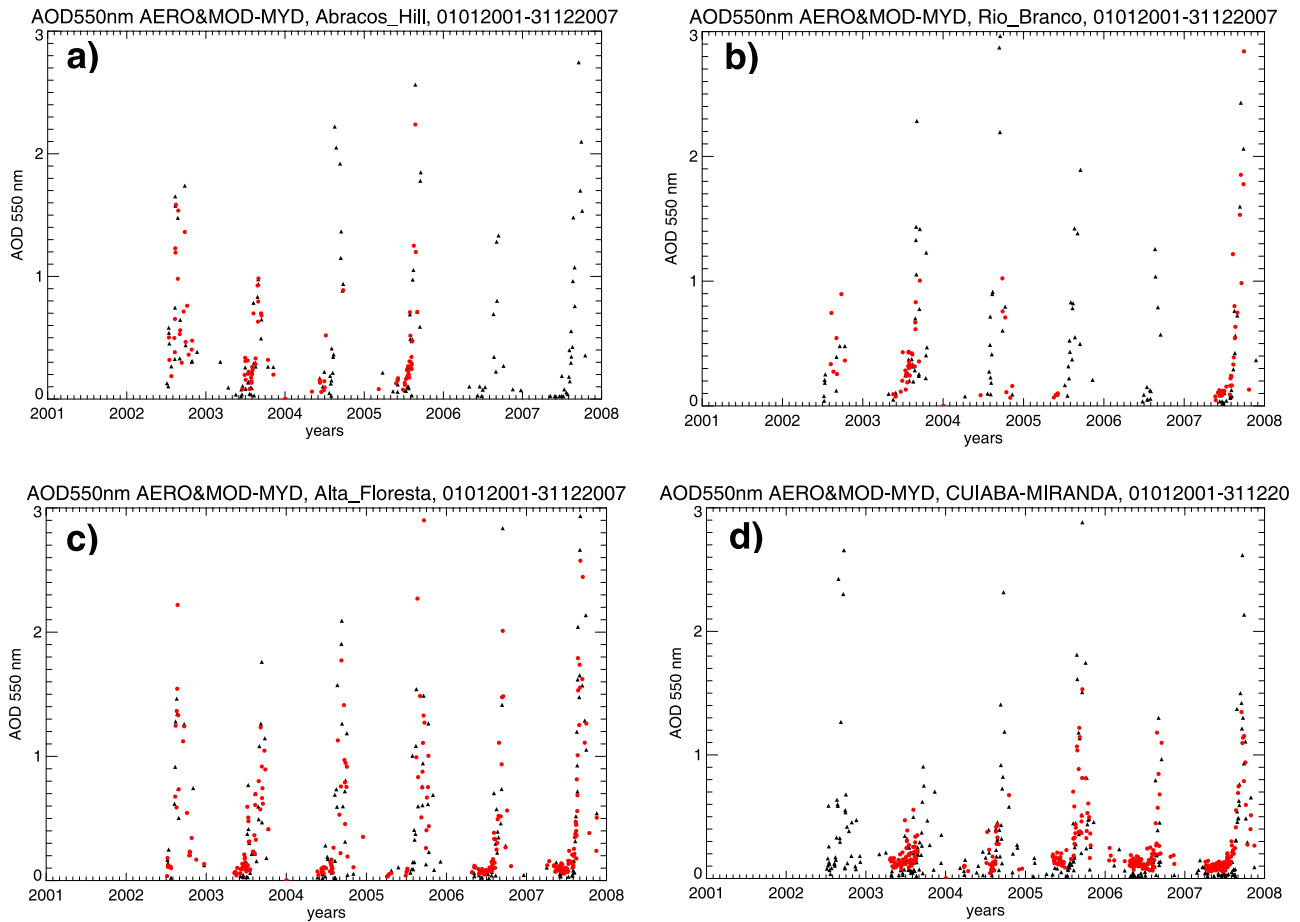 AOD550nm AERO&MOD-MYD, Abracos_Hill, 01012001-31122007
a)
3
2
1
0
AOD 550 nm
2001 2002 2003 2004 2005 2006 2007 2008
years
AOD550nm AERO&MOD-MYD, Rio_Branco, 01012001-31122007
b)
3
2
1
0
AOD 550 nm
2001 2002 2003 2004 2005 2006 2007 2008
years
AOD550nm AERO&MOD-MYD, Alta_Floresta, 01012001-31122007
c)
3
2
1
0
AOD 550 nm
2001 2002 2003 2004 2005 2006 2007 2008
years
AOD550nm AERO&MOD-MYD, CUIABA-MIRANDA, 01012001-311220
d)
3
2
1
0
AOD 550 nm
2001 2002 2003 2004 2005 2006 2007 2008
years